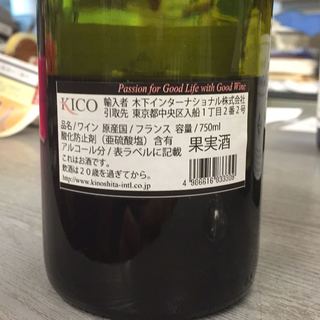 Passion for Good Life with Good Wine
KICO 輸入者 木下インターナショナル株式会社
引取先 東京都中央区入船1丁目2番2号
品名/ワイン 原産国/フランス 容量/750ml
酸化防止剤(亜硫酸塩)含有 果実酒
アルコール分/表ラベルに記載
これはお酒です。
飲酒は20歳を過ぎてから。
http://www.kinoshita-intl.co.jp